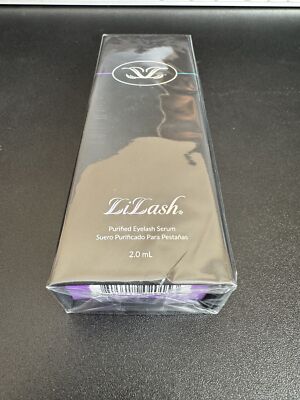 LiLash®
Purified Eyelash Serum
Suero Purificado Para Pestañas
2.0 mL